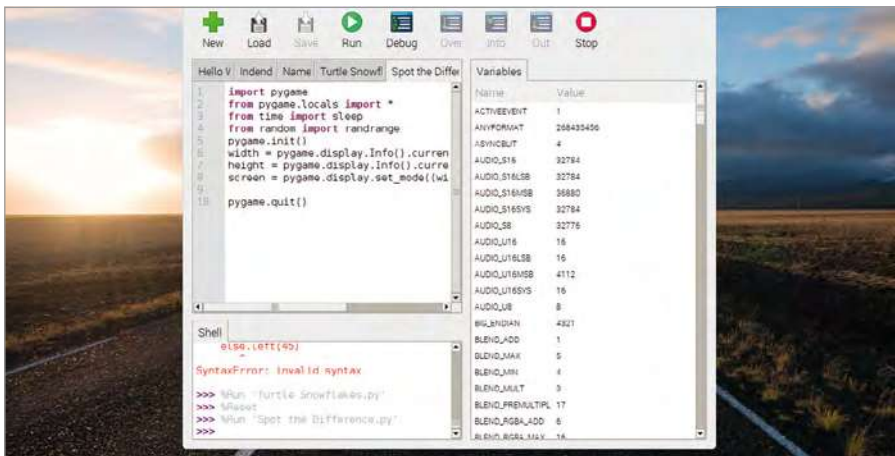 New Load Save Run Debug Over Into Out Stop
Hello W Indend Name Turtle Snowfl Spot the Differ
1 import pygame
2 from pygame.locals import *
3 from time import sleep
4 from random import randrange
5 pygame.init()
6 width = pygame.display.Info().curren
7 height = pygame.display.Info().curre
8 screen = pygame.display.set_mode((wi
9
10 pygame.quit()
Shell
else.left(45)
^
SyntaxError: invalid syntax
>>> %Run 'Turtle Snowflakes.py'
>>> %Reset
>>> %Run 'Spot the Difference.py'
>>>
Variables
Name Value
ACTIVEEVENT 1
ANYFORMAT 268435456
ASYNCBLIT 4
AUDIO_S16 32784
AUDIO_S16LSB 32784
AUDIO_S16MSB 36880
AUDIO_S16SYS 32784
AUDIO_S8 32776
AUDIO_U16 16
AUDIO_U16LSB 16
AUDIO_U16MSB 4112
AUDIO_U16SYS 16
AUDIO_U8 8
BIG_ENDIAN 4321
BLEND_ADD 1
BLEND_MAX 5
BLEND_MIN 4
BLEND_MULT 3
BLEND_PREMULTIPL 17
BLEND_RGBA_ADD 6
BLEND_RGBA_MAX 16